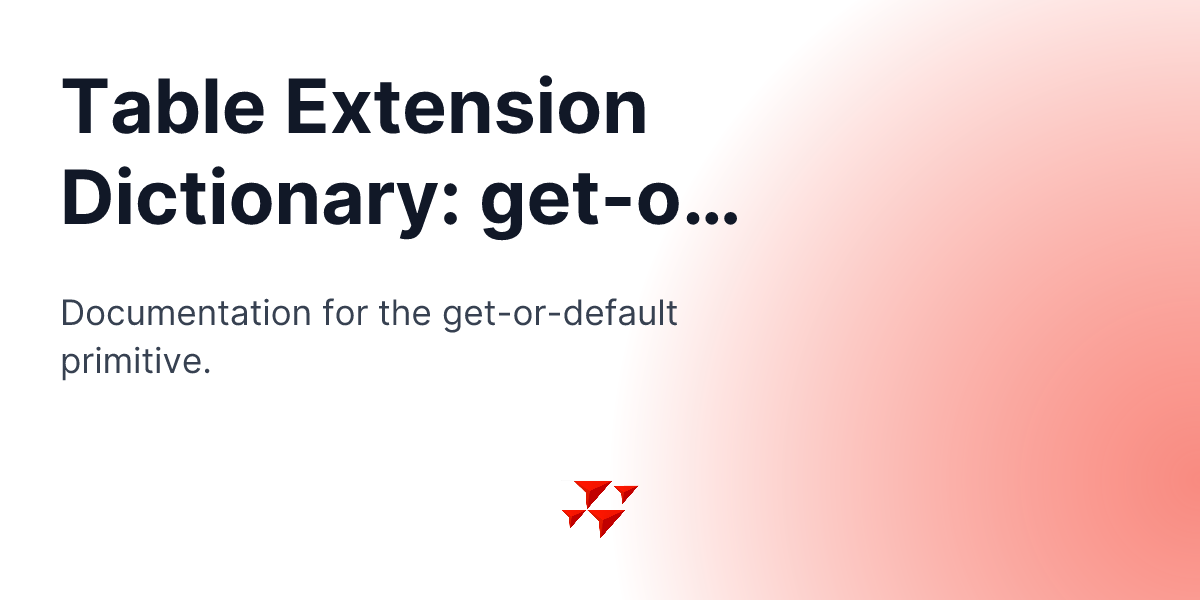 Table Extension
Dictionary: get-o...
Documentation for the get-or-default
primitive.